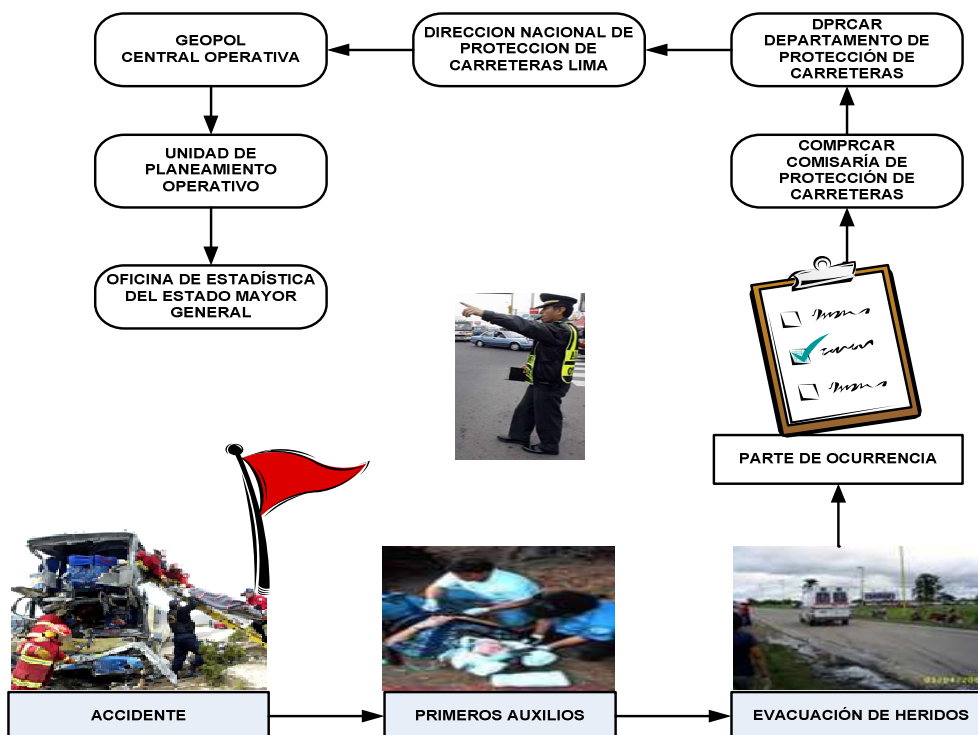 GEOPOL
CENTRAL OPERATIVA
DIRECCION NACIONAL DE
PROTECCION DE
CARRETERAS LIMA
DPRCAR
DEPARTAMENTO DE
PROTECCIÓN DE
CARRETERAS
UNIDAD DE
PLANEAMIENTO
OPERATIVO
COMPRCAR
COMISARÍA DE
PROTECCIÓN DE
CARRETERAS
OFICINA DE ESTADÍSTICA
DEL ESTADO MAYOR
GENERAL
PARTE DE OCURRENCIA
ACCIDENTE
PRIMEROS AUXILIOS
EVACUACIÓN DE HERIDOS